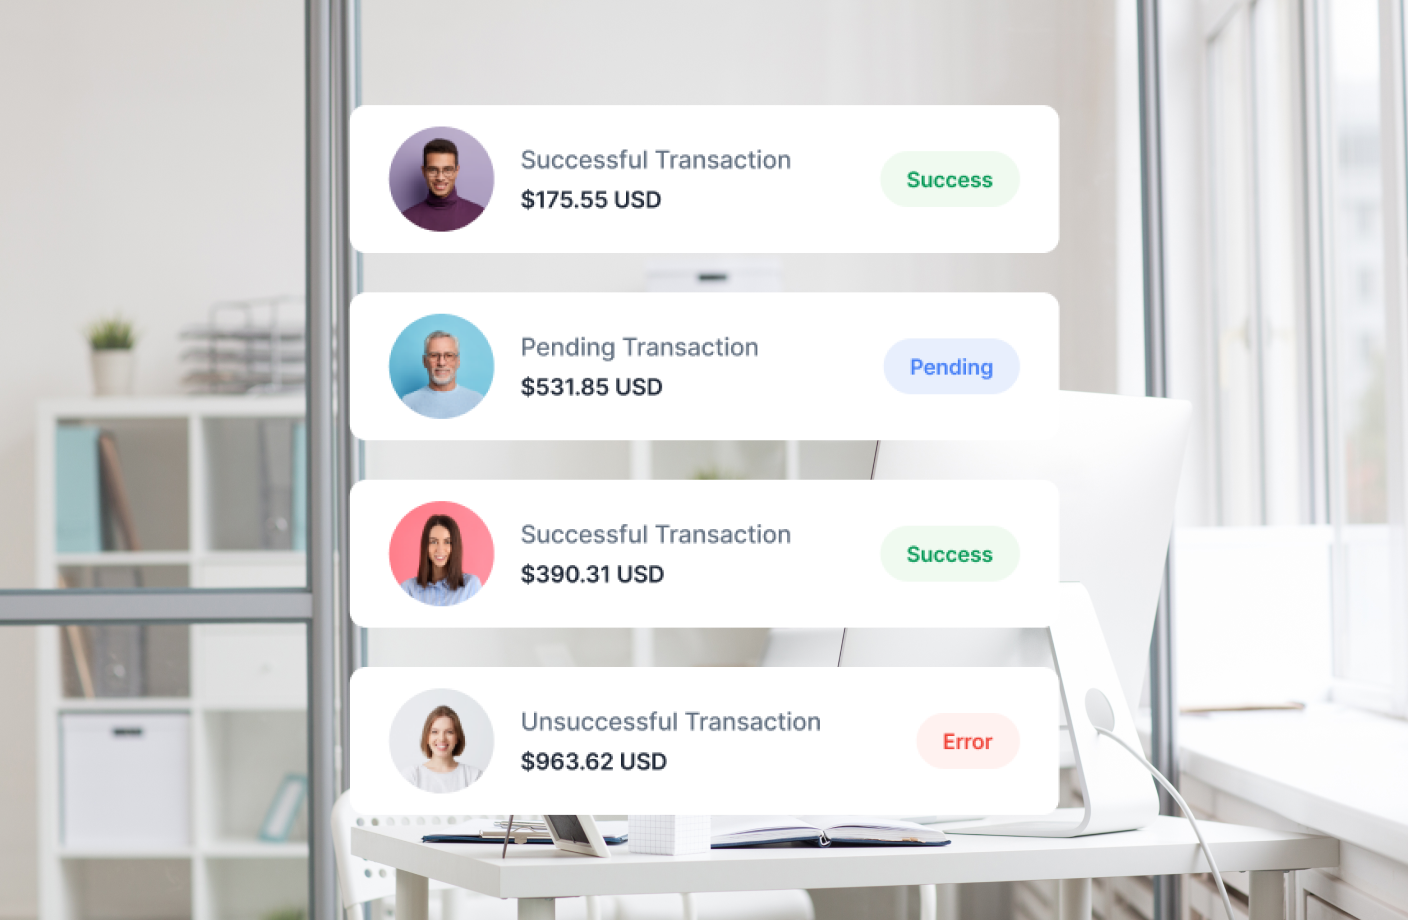 Successful Transaction
$175.55 USD
Success
Pending Transaction
$531.85 USD
Pending
Successful Transaction
$390.31 USD
Success
Unsuccessful Transaction
$963.62 USD
Error